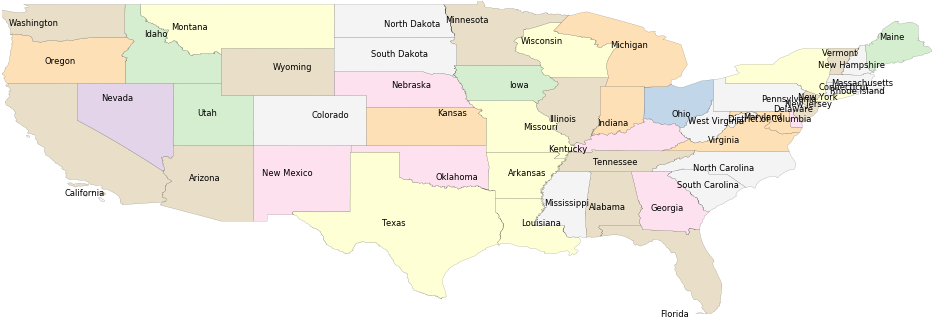 Washington
Idaho
Montana
North Dakota
Minnesota
Wisconsin
Michigan
Maine
Vermont
New Hampshire
Oregon
Wyoming
South Dakota
Nebraska
Iowa
Massachusetts
Connecticut
Rhode Island
Nevada
Utah
Colorado
Kansas
Missouri
Illinois
Indiana
Ohio
Pennsylvania
New York
New Jersey
Delaware
West Virginia
Maryland
District of Columbia
Virginia
Kentucky
Tennessee
North Carolina
South Carolina
California
Arizona
New Mexico
Oklahoma
Arkansas
Mississippi
Alabama
Georgia
Texas
Louisiana
Florida